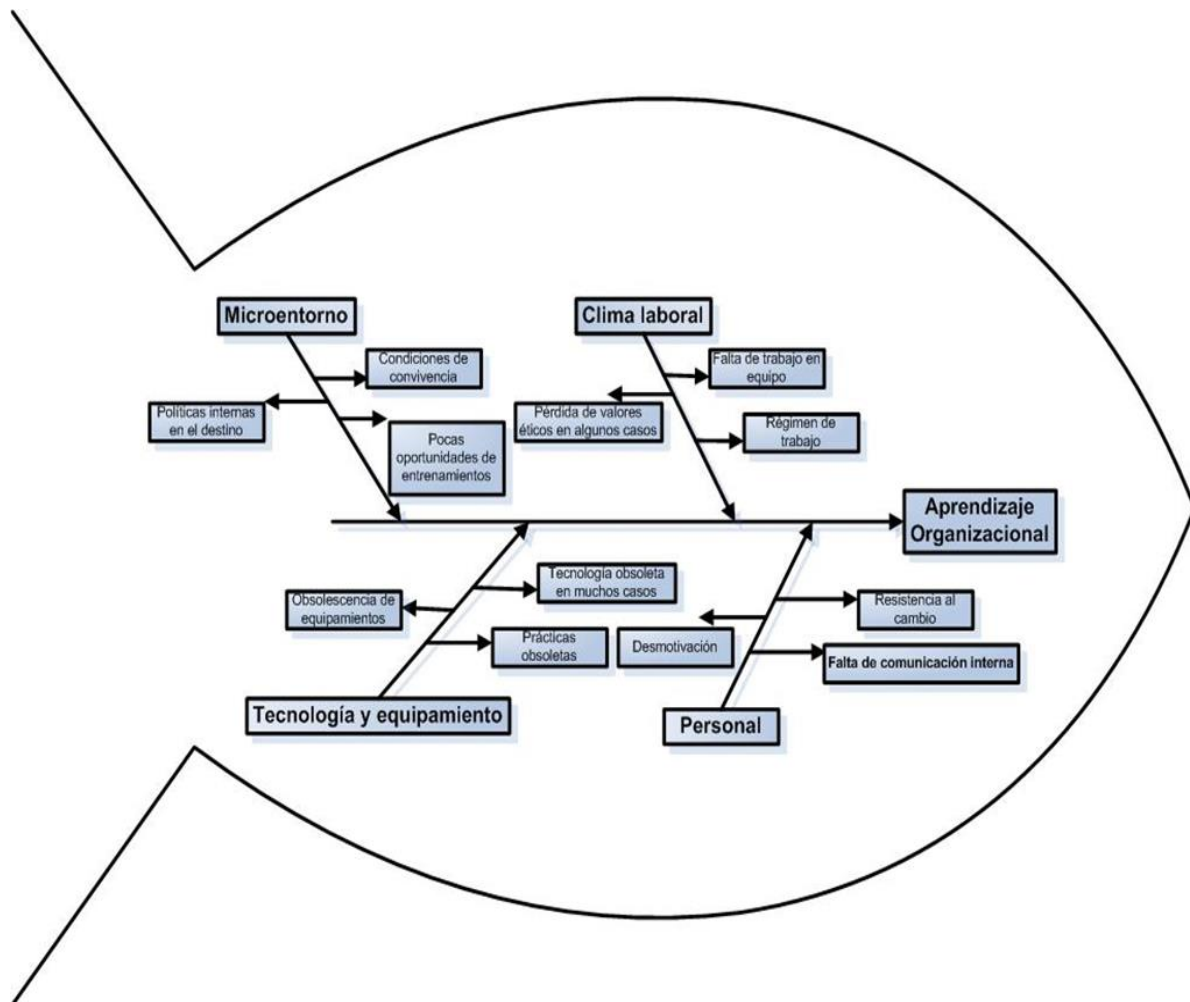 Microentorno
Condiciones de
convivencia
Políticas internas
en el destino
Pocas
oportunidades de
entrenamientos
Clima laboral
Falta de trabajo en
equipo
Pérdida de valores
éticos en algunos casos
Régimen de
trabajo
Aprendizaje
Organizacional
Tecnología obsoleta
en muchos casos
Obsolescencia de
equipamientos
Prácticas
obsoletas
Tecnología y equipamiento
Resistencia al
cambio
Desmotivación
Falta de comunicación interna
Personal